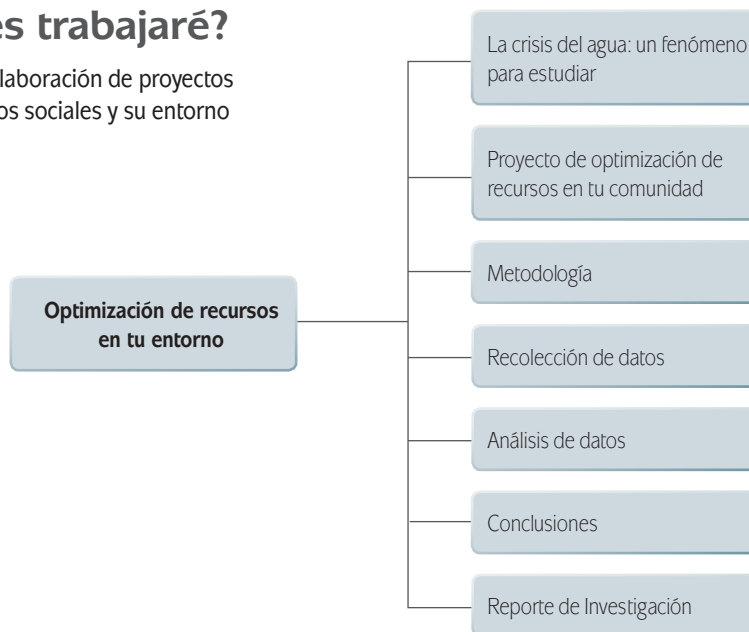 es trabajaré?
laboración de proyectos
os sociales y su entorno
La crisis del agua: un fenómeno
para estudiar
Proyecto de optimización de
recursos en tu comunidad
Metodología
Optimización de recursos
en tu entorno
Recolección de datos
Análisis de datos
Conclusiones
Reporte de Investigación